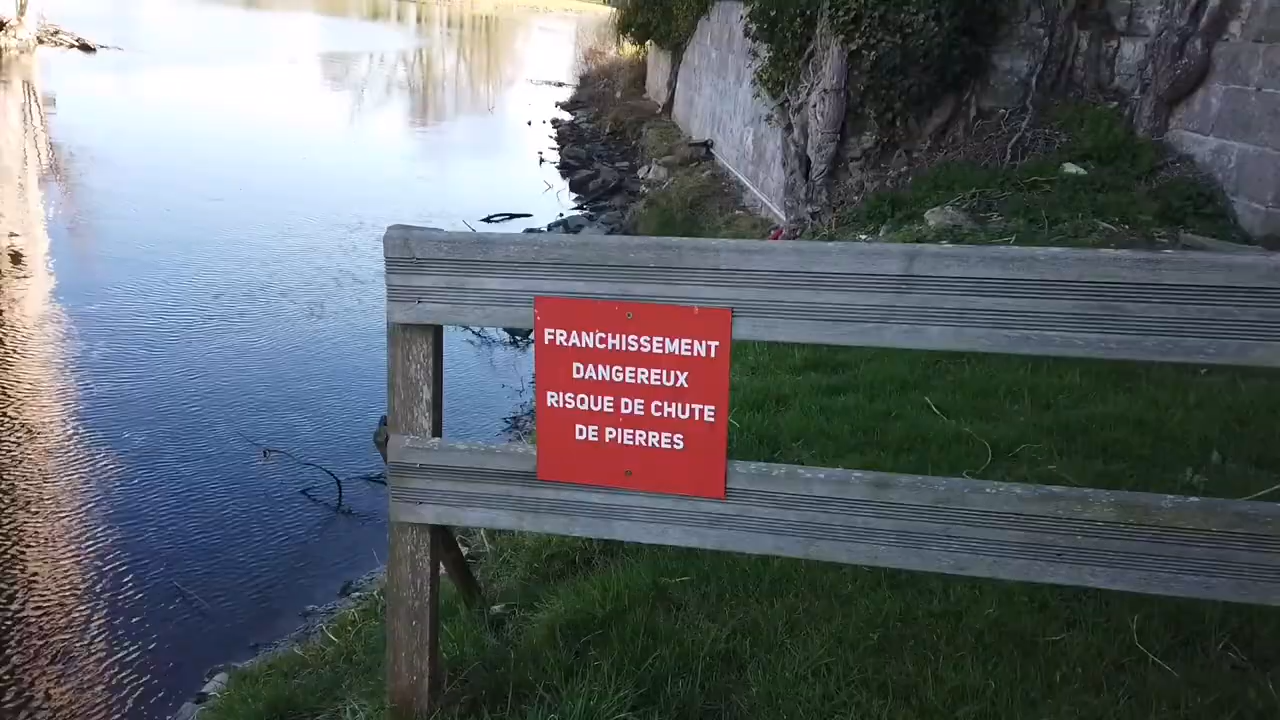 FRANCHISSEMENT
DANGEREUX
RISQUE DE CHUTE
DE PIERRES